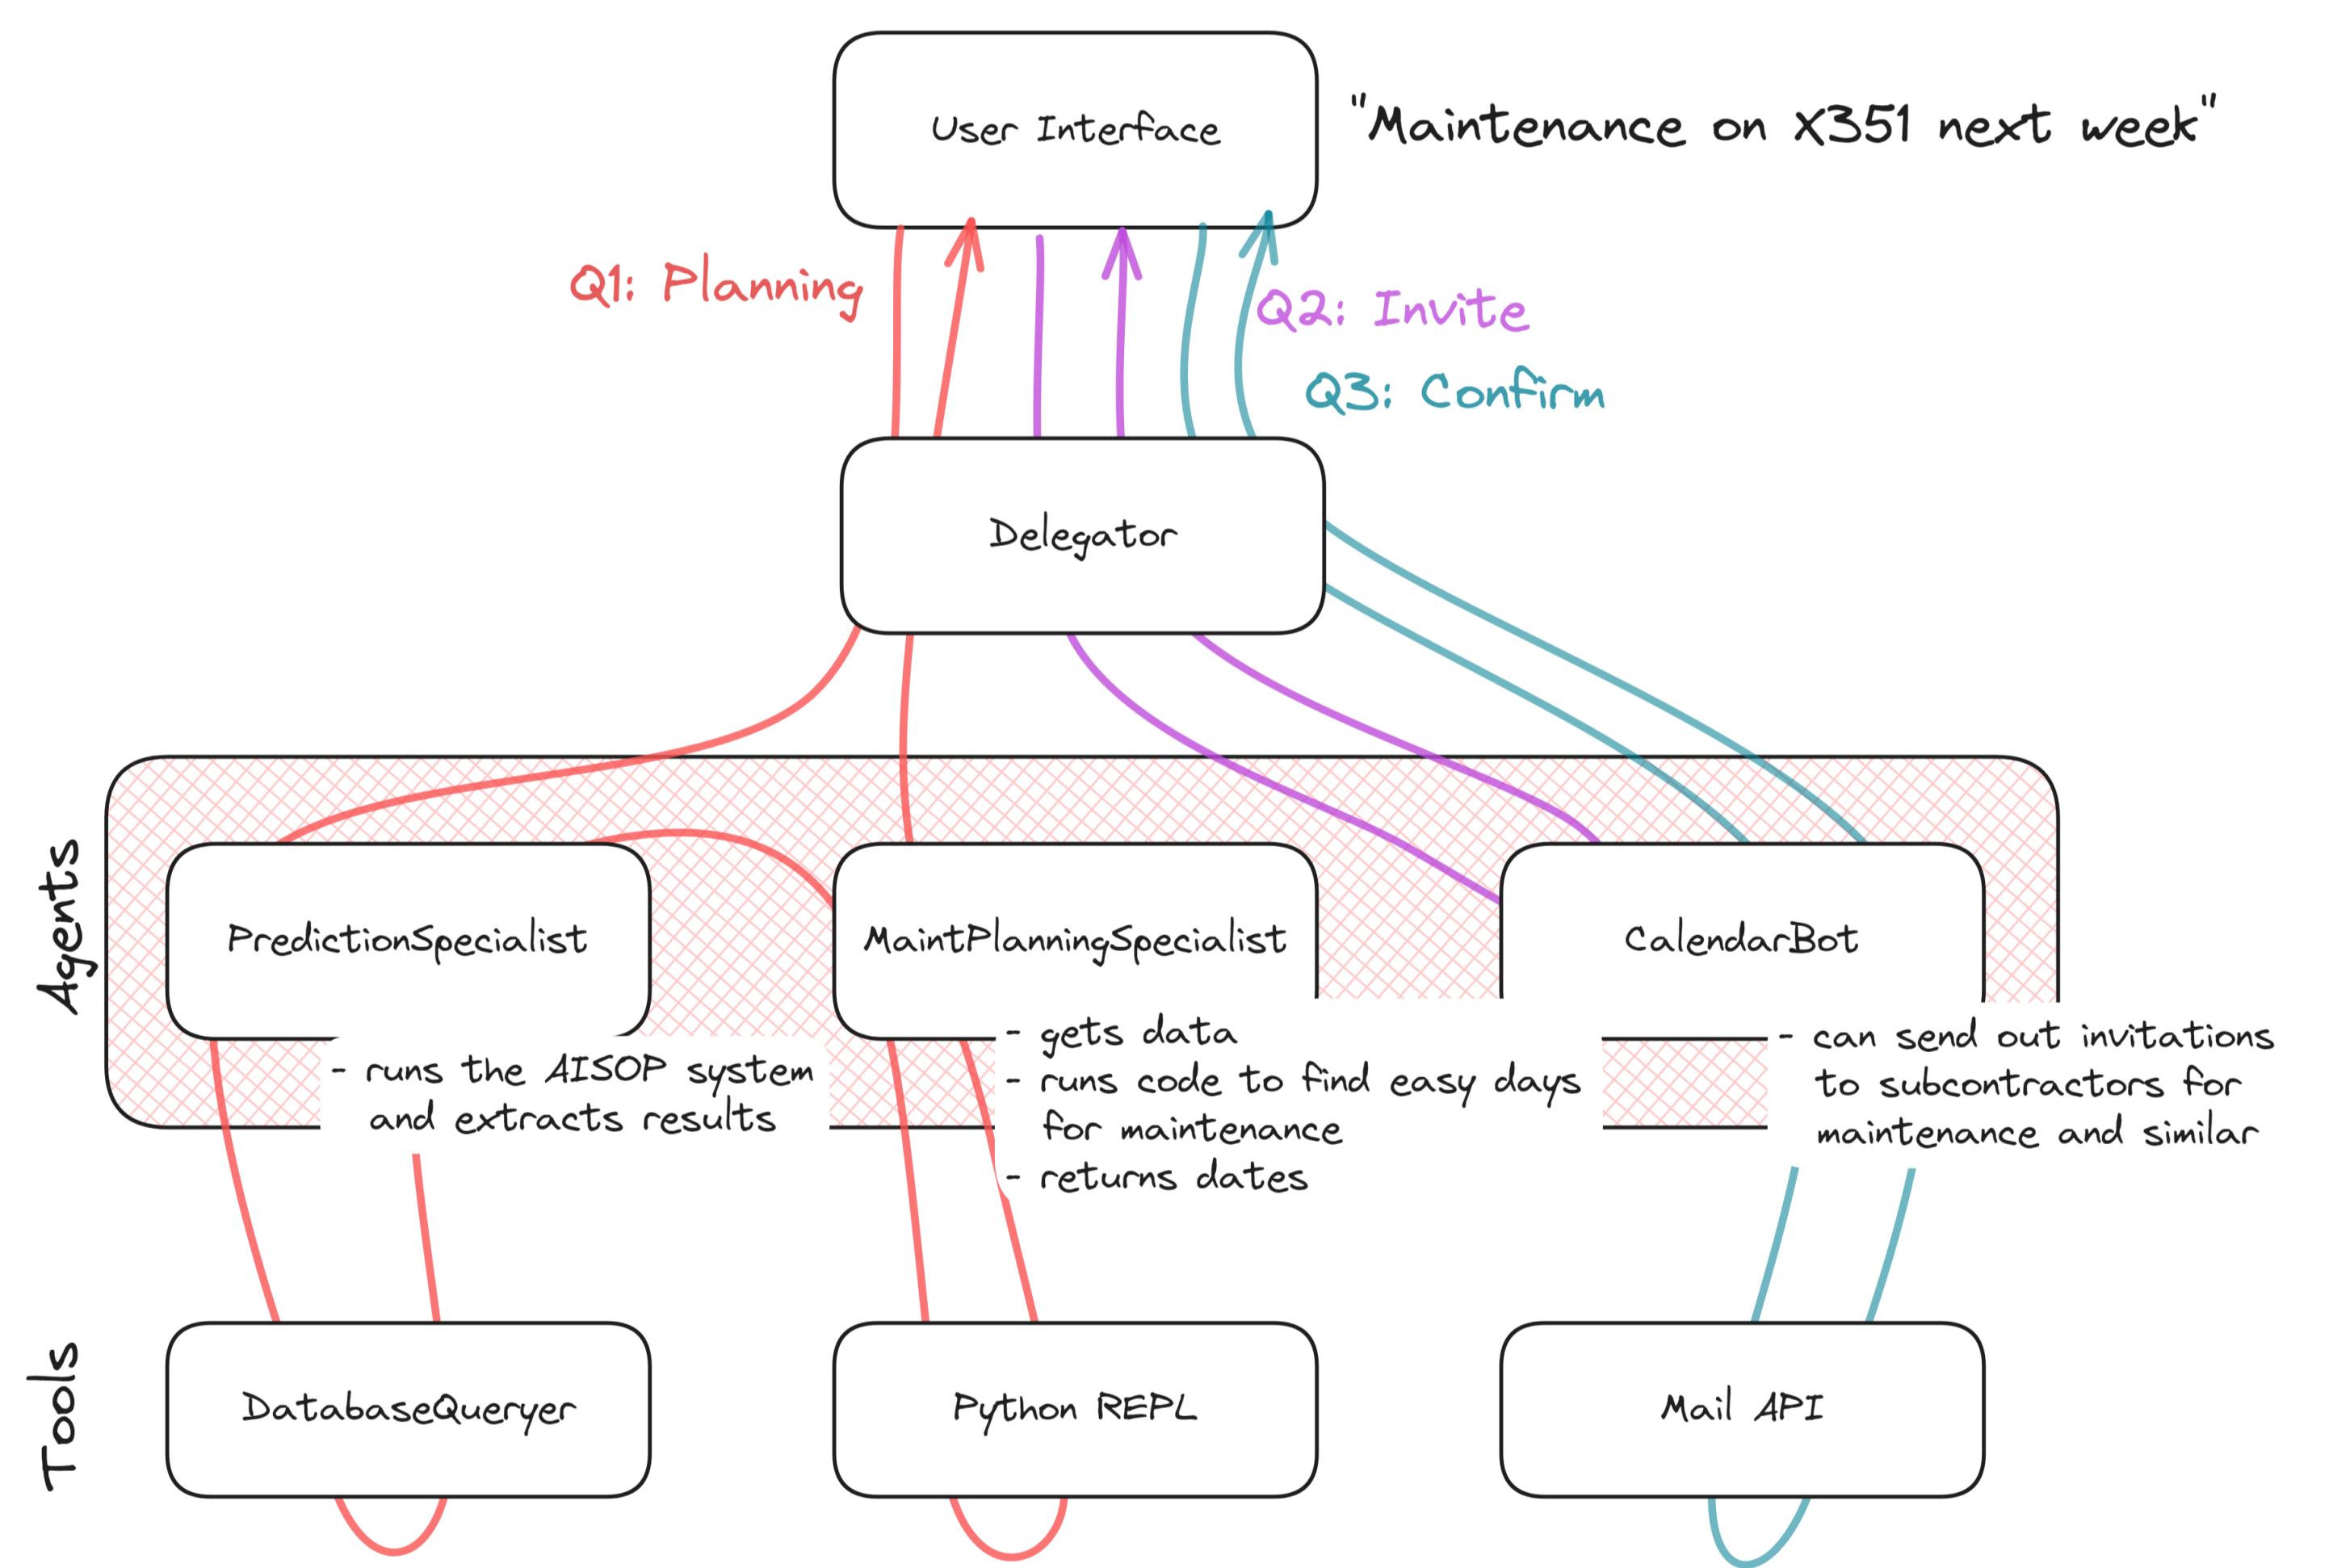 User Interface
"Maintenance on X351 next week"
Q1: Planning
Q2: Invite
Q3: Confirm
Delegator
Agents
PredictionSpecialist
MaintPlanningSpecialist
CalendarBot
- runs the AISOP system
and extracts results
- gets data
- runs code to find easy days
for maintenance
- returns dates
- can send out invitations
to subcontractors for
maintenance and similar
Tools
DatabaseQueryer
Python REPL
Mail API